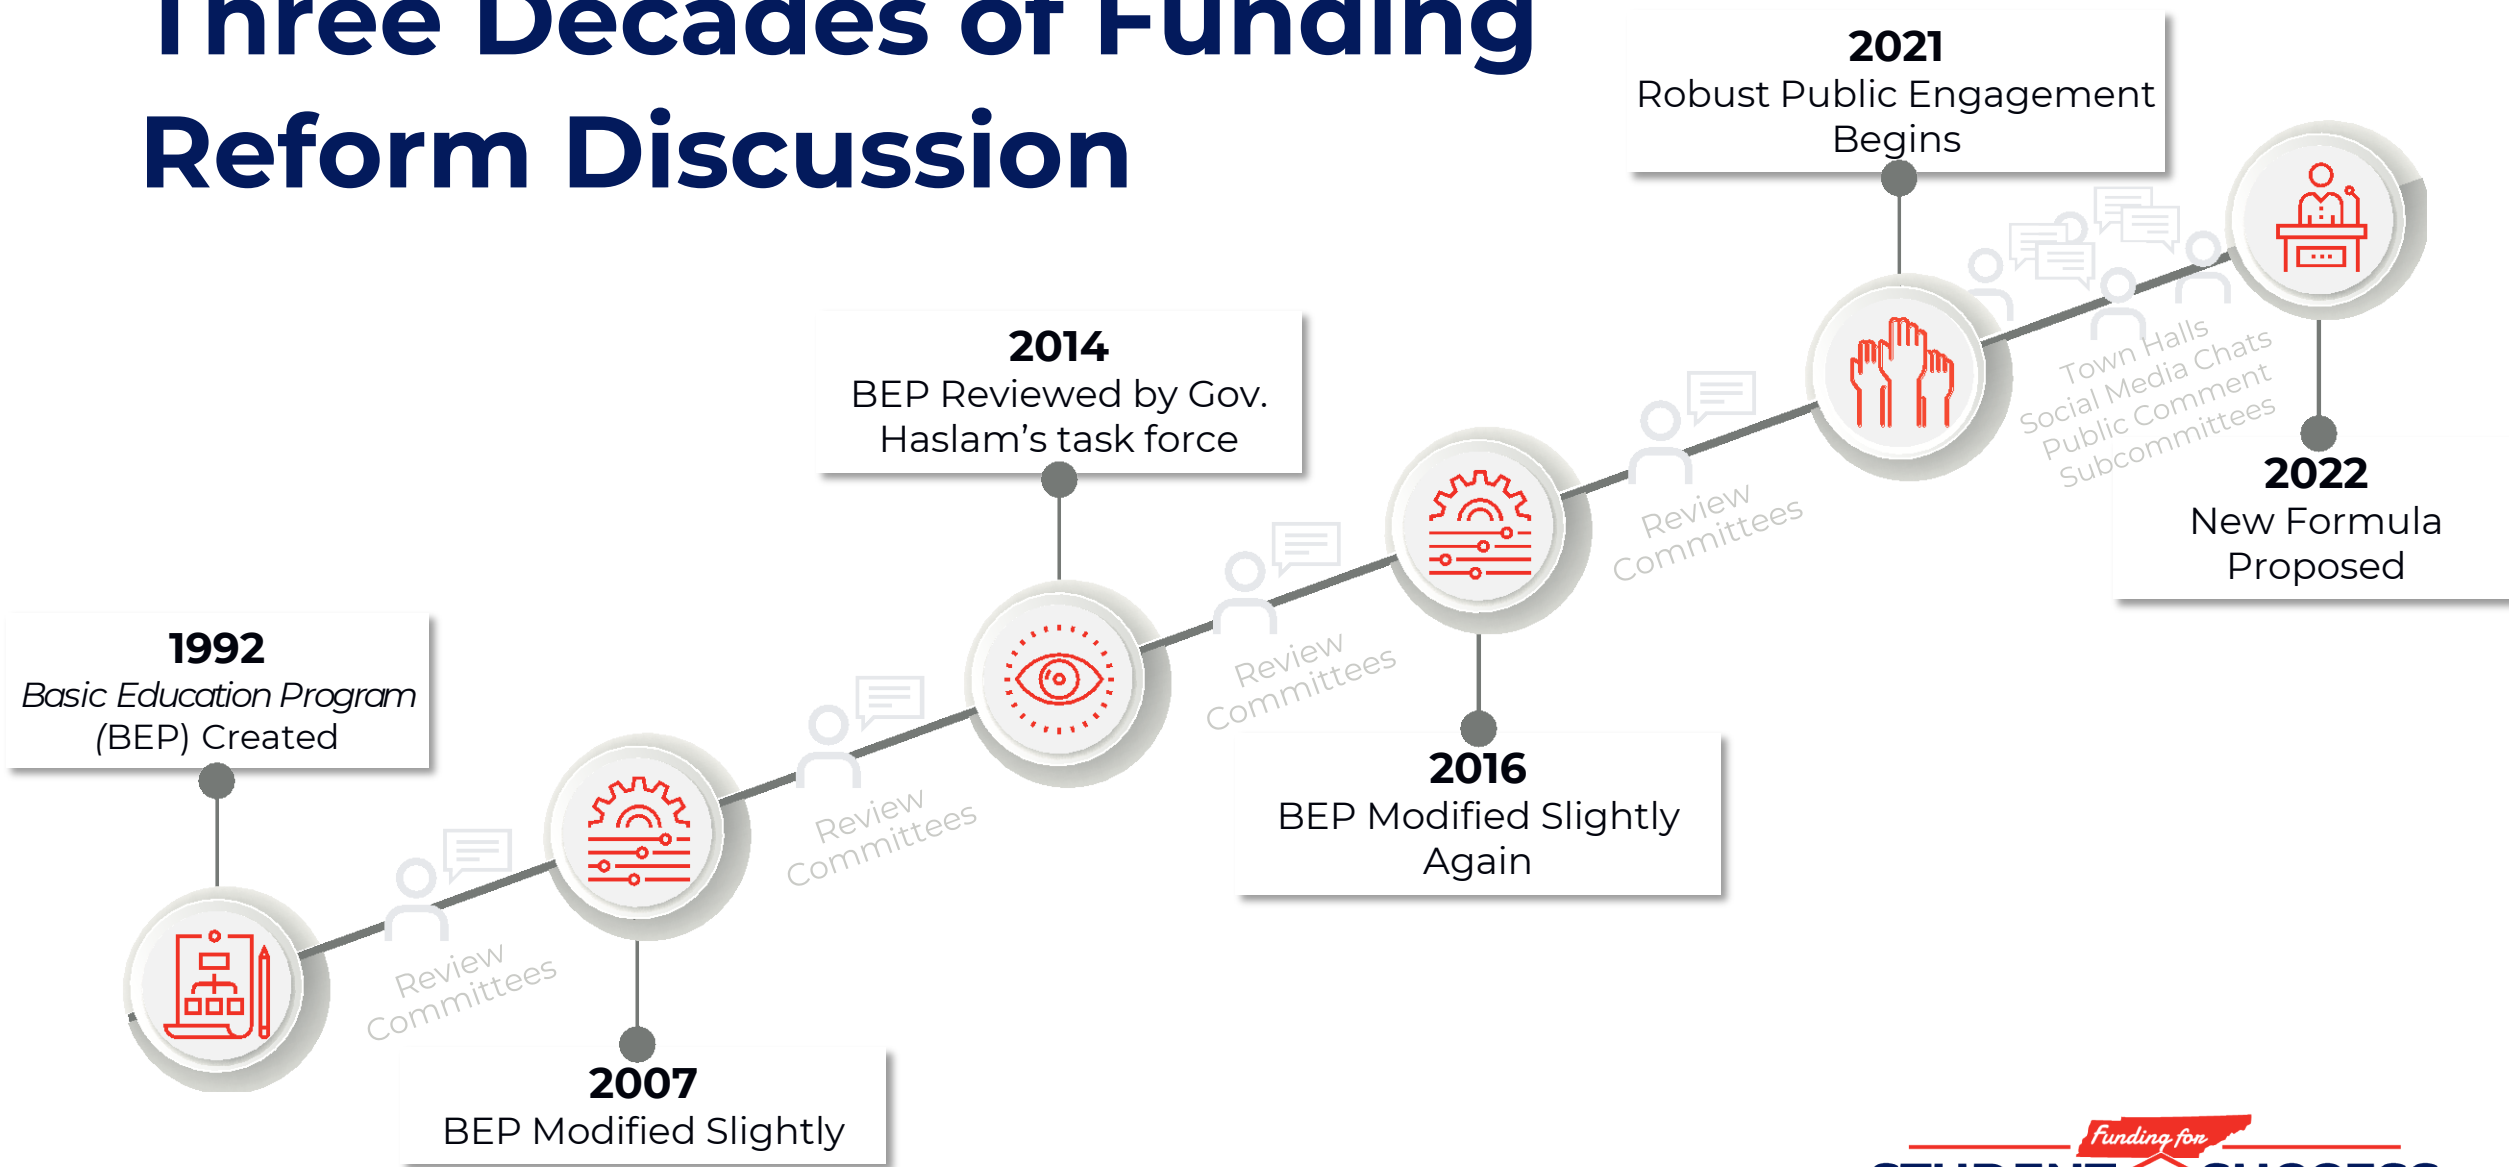 Three Decades of Funding
Reform Discussion
1992
Basic Education Program
(BEP) Created
Review
Committees
2007
BEP Modified Slightly
Review
Committees
2014
BEP Reviewed by Gov.
Haslam’s task force
Review
Committees
2016
BEP Modified Slightly
Again
Review
Committees
2021
Robust Public Engagement
Begins
Town Halls
Social Media Chats
Public Comment
Subcommittees
2022
New Formula
Proposed
Funding for
STUDENT SUCCESS